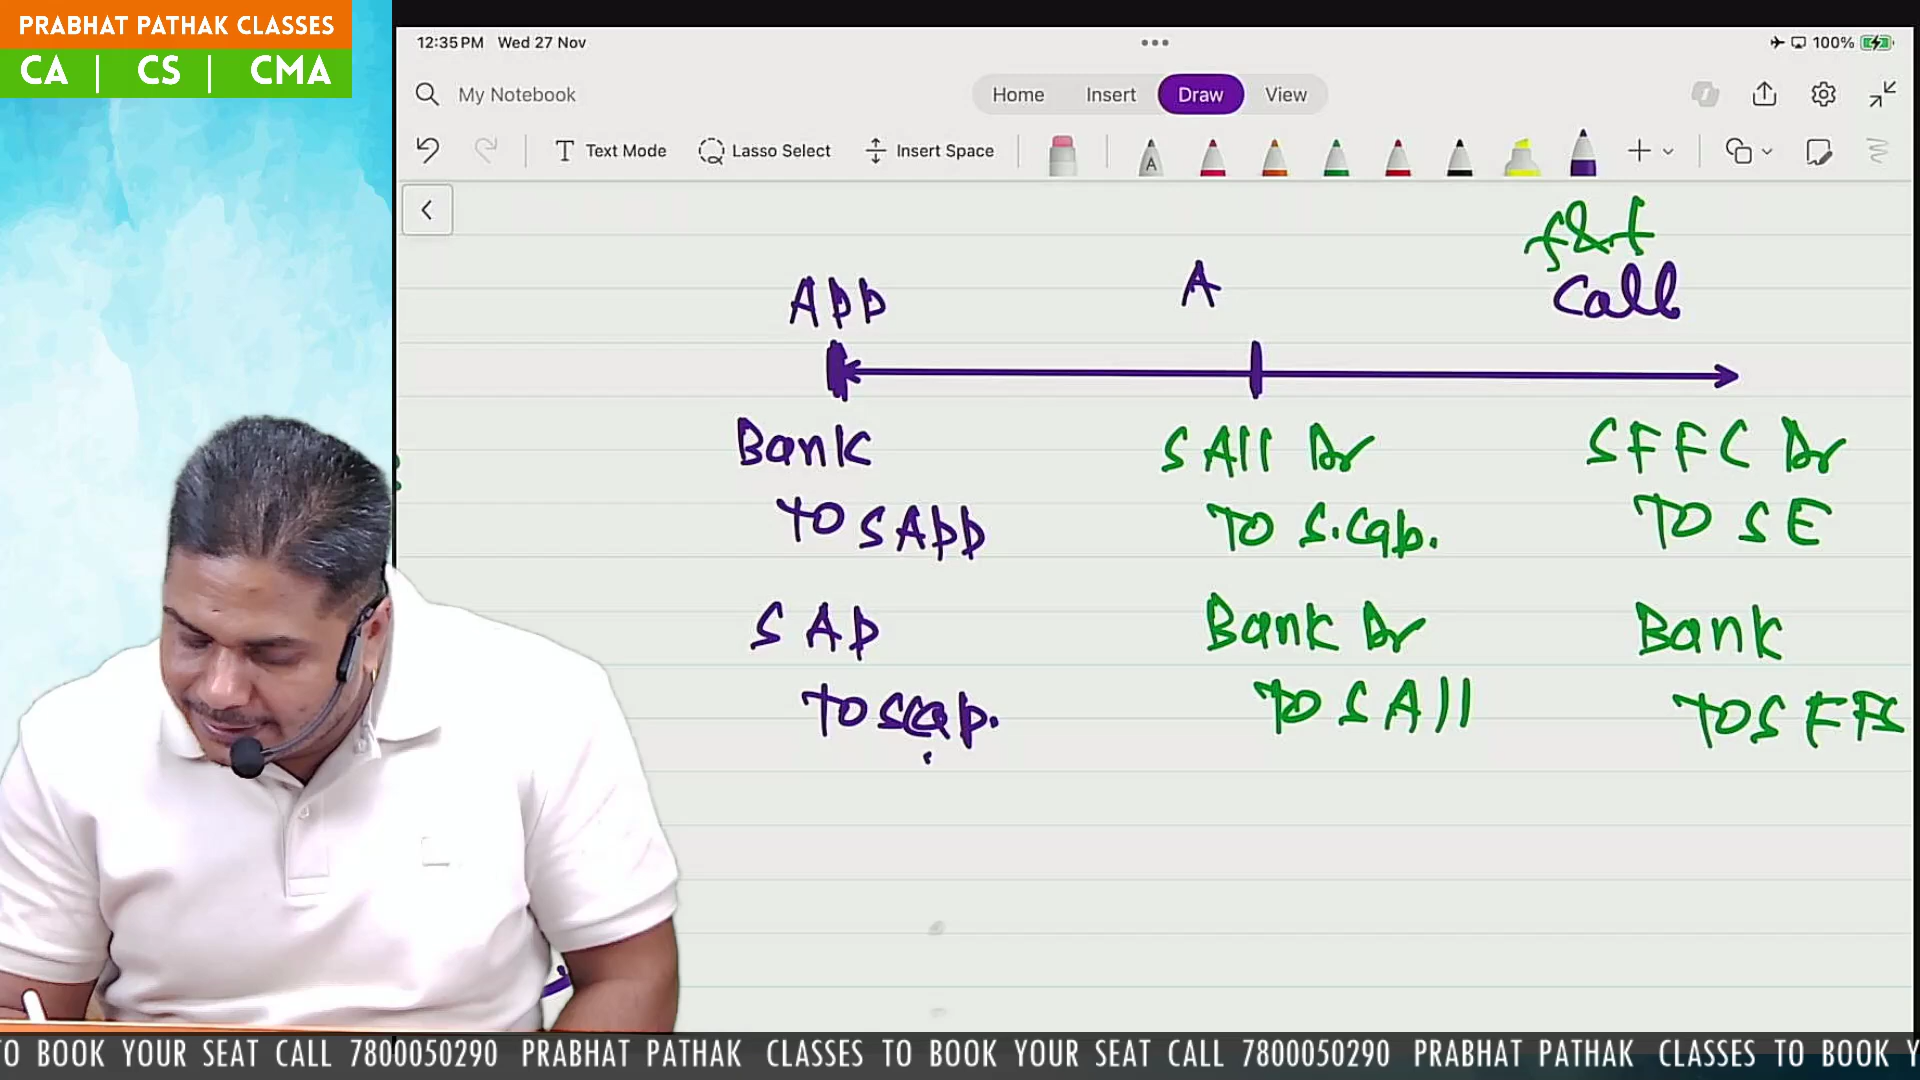 PRABHAT PATHAK CLASSES
CA | CS | CMA
12:35 PM Wed 27 Nov
100%
My Notebook
Home Insert Draw View
Text Mode Lasso Select Insert Space
A
f&f
App A Call
Bank S All Dr SFFC Dr
To S App To S.Cap. To S E
S Ap Bank Dr Bank
To S Cap. To S All To S FFC
TO BOOK YOUR SEAT CALL 7800050290 PRABHAT PATHAK CLASSES TO BOOK YOUR SEAT CALL 7800050290 PRABHAT PATHAK CLASSES TO BOOK Y